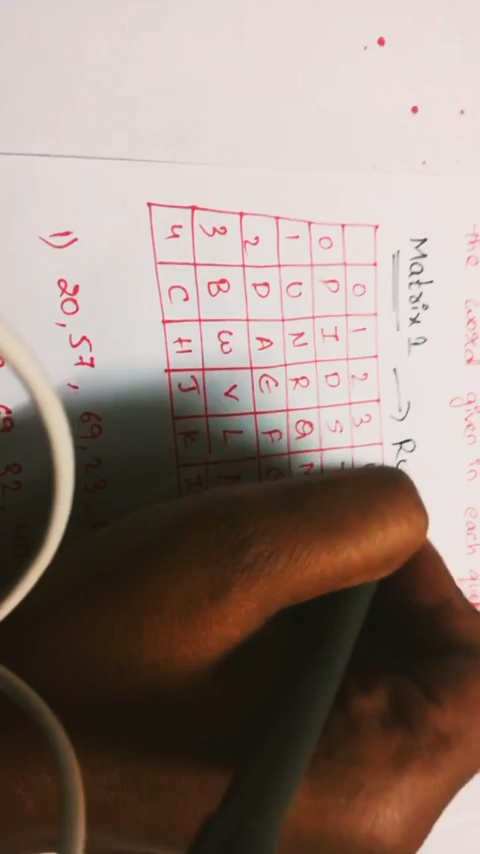 the word given in each
Matrix 1 →
0 1 2 3
0 P I D S
1 U N R Q
2 D A E F
3 B W V L
4 C H J K I
1) 20, 57, 69, 23